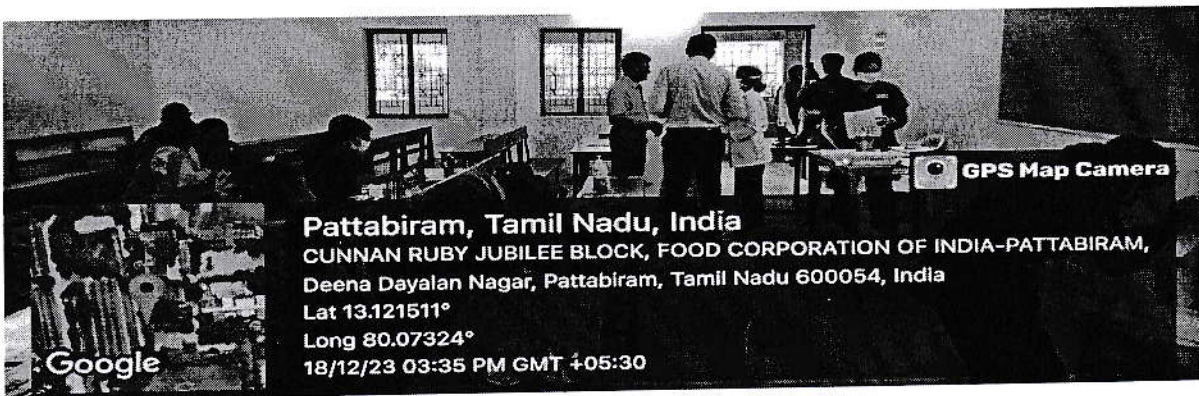 GPS Map Camera
Pattabiram, Tamil Nadu, India
CUNNAN RUBY JUBILEE BLOCK, FOOD CORPORATION OF INDIA-PATTABIRAM,
Deena Dayalan Nagar, Pattabiram, Tamil Nadu 600054, India
Lat 13.121511°
Long 80.07324°
18/12/23 03:35 PM GMT +05:30
Google